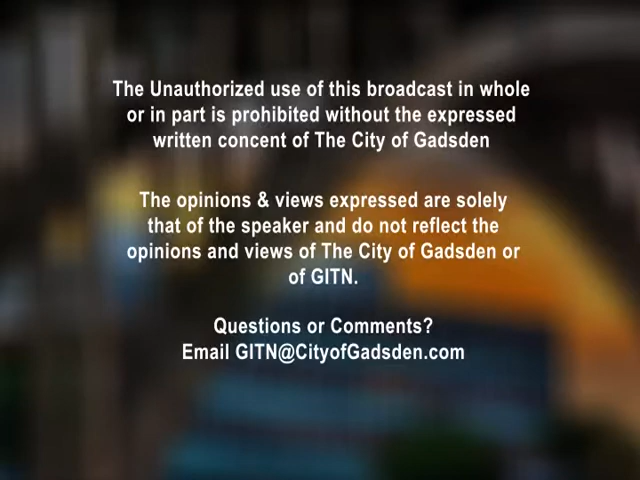 The Unauthorized use of this broadcast in whole
or in part is prohibited without the expressed
written concent of The City of Gadsden
The opinions & views expressed are solely
that of the speaker and do not reflect the
opinions and views of The City of Gadsden or
of GITN.
Questions or Comments?
Email GITN@CityofGadsden.com